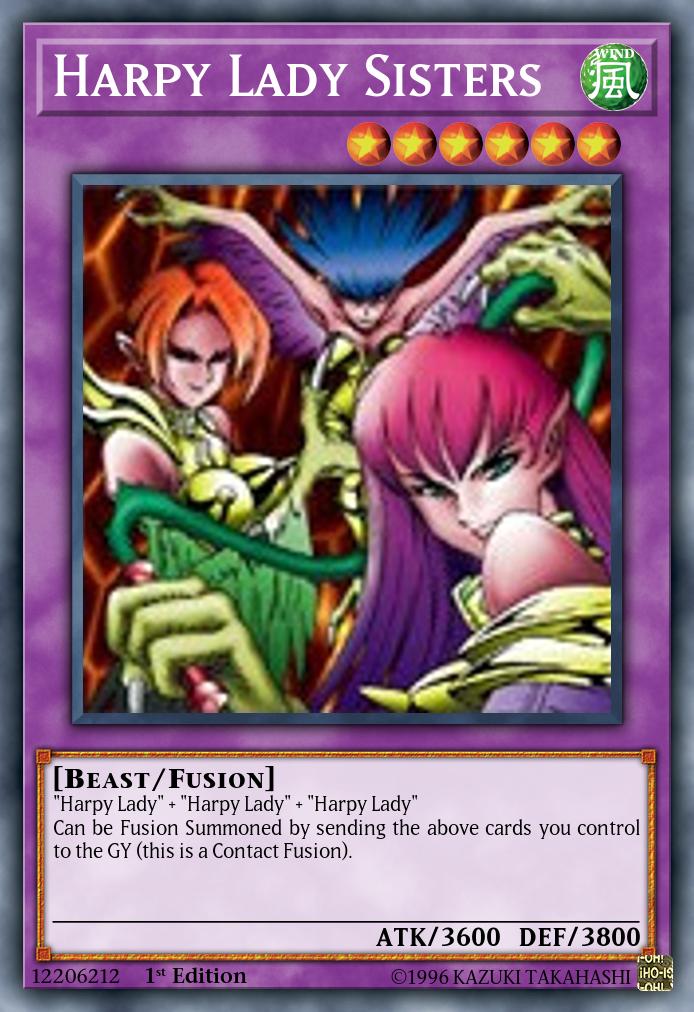 Harpy Lady Sisters
WIND
風
[Beast/Fusion]
"Harpy Lady" + "Harpy Lady" + "Harpy Lady"
Can be Fusion Summoned by sending the above cards you control
to the GY (this is a Contact Fusion).
ATK/3600 DEF/3800
12206212 1st Edition ©1996 KAZUKI TAKAHASHI